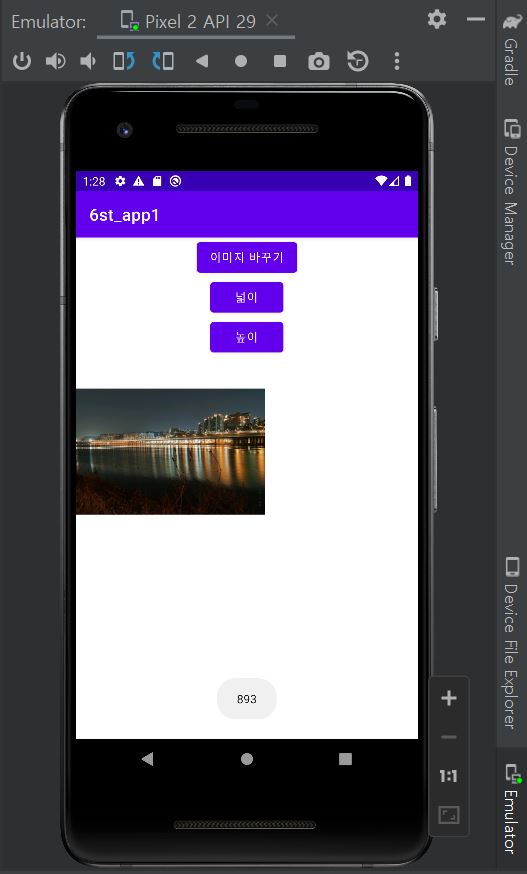 Emulator:
Pixel 2 API 29
1:28
6st_app1
이미지 바꾸기
넓이
높이
893
1:1
Gradle
Device Manager
Device File Explorer
Emulator